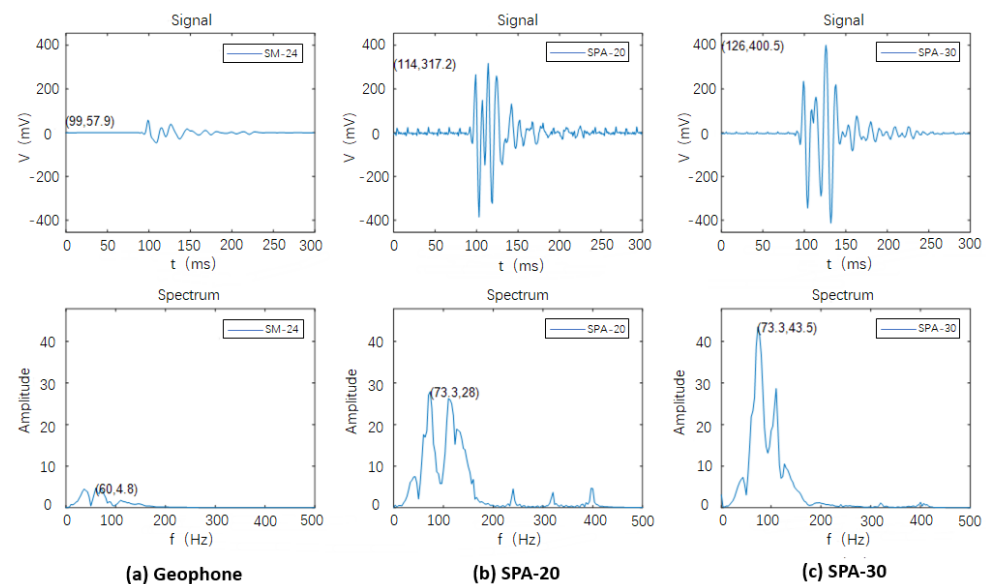 Signal
SM-24
(99,57.9)
400
200
0
-200
-400
V (mV)
0 50 100 150 200 250 300
t (ms)
Signal
SPA-20
(114,317.2)
400
200
0
-200
-400
V (mV)
0 50 100 150 200 250 300
t (ms)
Signal
SPA-30
(126,400.5)
400
200
0
-200
-400
V (mV)
0 50 100 150 200 250 300
t (ms)
Spectrum
SM-24
(60,4.8)
40
30
20
10
0
Amplitude
0 100 200 300 400 500
f (Hz)
Spectrum
SPA-20
(73.3,28)
40
30
20
10
0
Amplitude
0 100 200 300 400 500
f (Hz)
Spectrum
SPA-30
(73.3,43.5)
40
30
20
10
0
Amplitude
0 100 200 300 400 500
f (Hz)
(a) Geophone
(b) SPA-20
(c) SPA-30